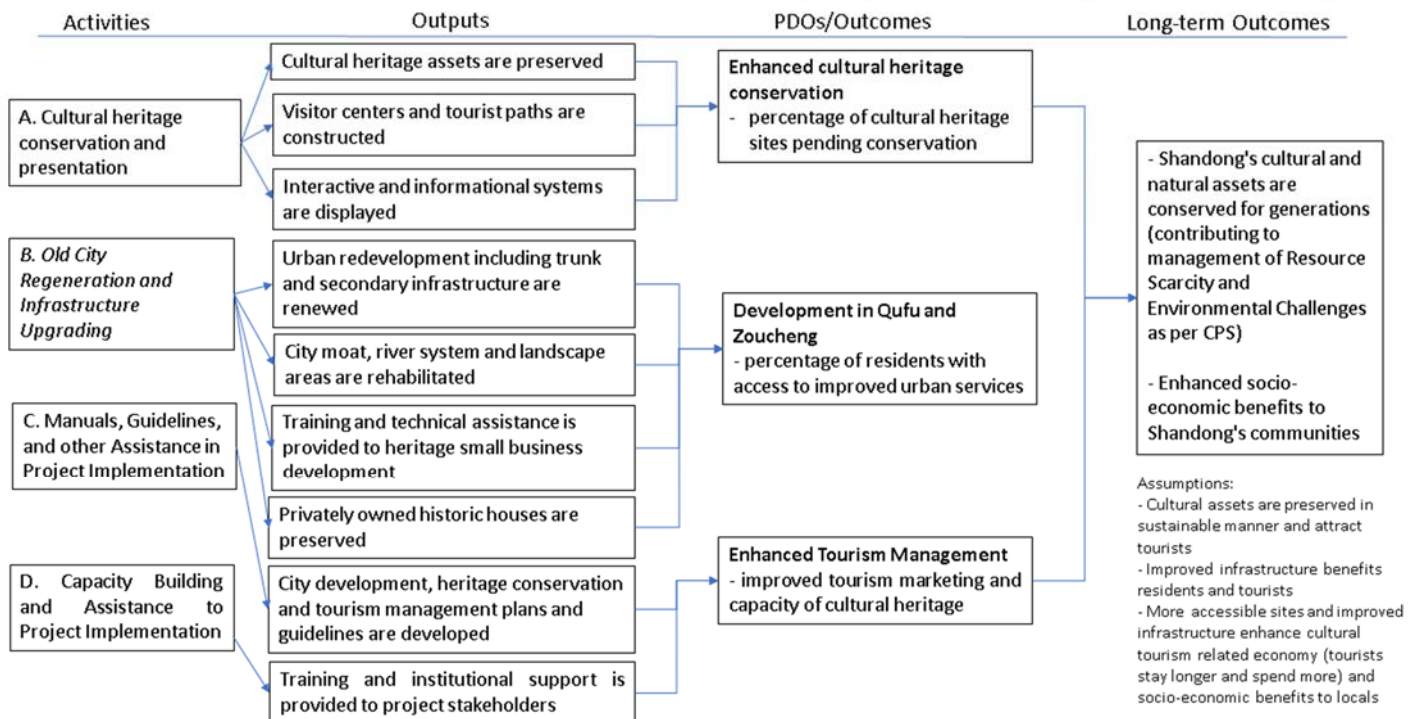 Activities
Outputs
PDOs/Outcomes
Long-term Outcomes
A. Cultural heritage
conservation and
presentation
B. Old City
Regeneration and
Infrastructure
Upgrading
C. Manuals, Guidelines,
and other Assistance in
Project Implementation
D. Capacity Building
and Assistance to
Project Implementation
Cultural heritage assets are preserved
Visitor centers and tourist paths are
constructed
Interactive and informational systems
are displayed
Urban redevelopment including trunk
and secondary infrastructure are
renewed
City moat, river system and landscape
areas are rehabilitated
Training and technical assistance is
provided to heritage small business
development
Privately owned historic houses are
preserved
City development, heritage conservation
and tourism management plans and
guidelines are developed
Training and institutional support is
provided to project stakeholders
Enhanced cultural heritage
conservation
- percentage of cultural heritage
sites pending conservation
Development in Qufu and
Zoucheng
- percentage of residents with
access to improved urban services
Enhanced Tourism Management
- improved tourism marketing and
capacity of cultural heritage
- Shandong's cultural and
natural assets are
conserved for generations
(contributing to
management of Resource
Scarcity and
Environmental Challenges
as per CPS)
- Enhanced socio-
economic benefits to
Shandong's communities
Assumptions:
- Cultural assets are preserved in
sustainable manner and attract
tourists
- Improved infrastructure benefits
residents and tourists
- More accessible sites and improved
infrastructure enhance cultural
tourism related economy (tourists
stay longer and spend more) and
socio-economic benefits to locals